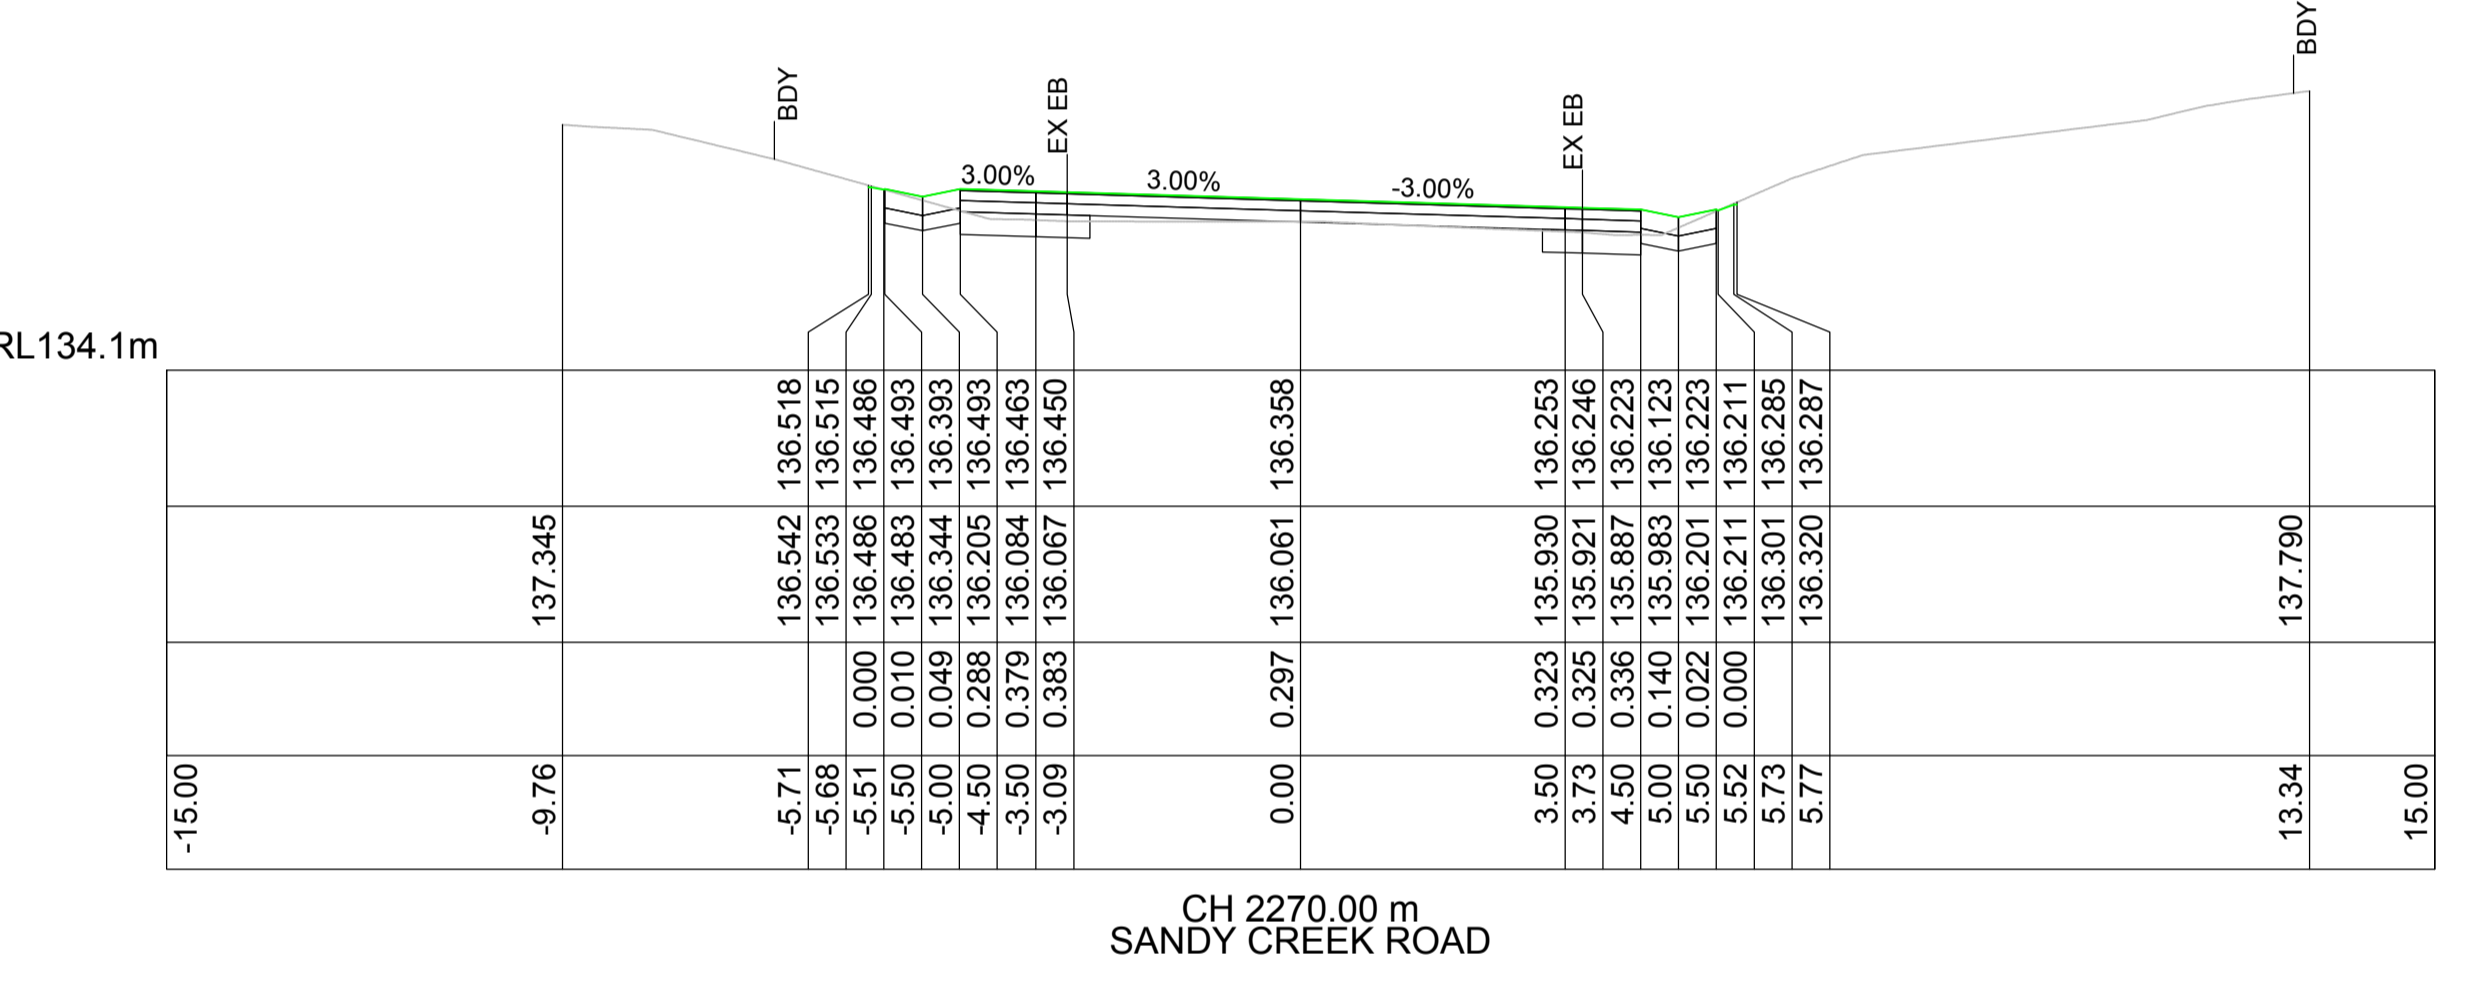 BDY
BDY
EX EB
EX EB
3.00%
3.00%
-3.00%
RL134.1m
136.518 136.515 136.486 136.493 136.393 136.493 136.463 136.450 136.358 136.253 136.246 136.223 136.123 136.223 136.211 136.285 136.287
137.345 136.542 136.533 136.486 136.483 136.344 136.205 136.084 136.067 136.061 135.930 135.921 135.887 135.983 136.201 136.211 136.301 136.320 137.790
0.000 0.010 0.049 0.288 0.379 0.383 0.297 0.323 0.325 0.336 0.140 0.022 0.000
-15.00 -9.76 -5.71 -5.68 -5.51 -5.50 -5.00 -4.50 -3.50 -3.09 0.00 3.50 3.73 4.50 5.00 5.50 5.52 5.73 5.77 13.34 15.00
CH 2270.00 m
SANDY CREEK ROAD